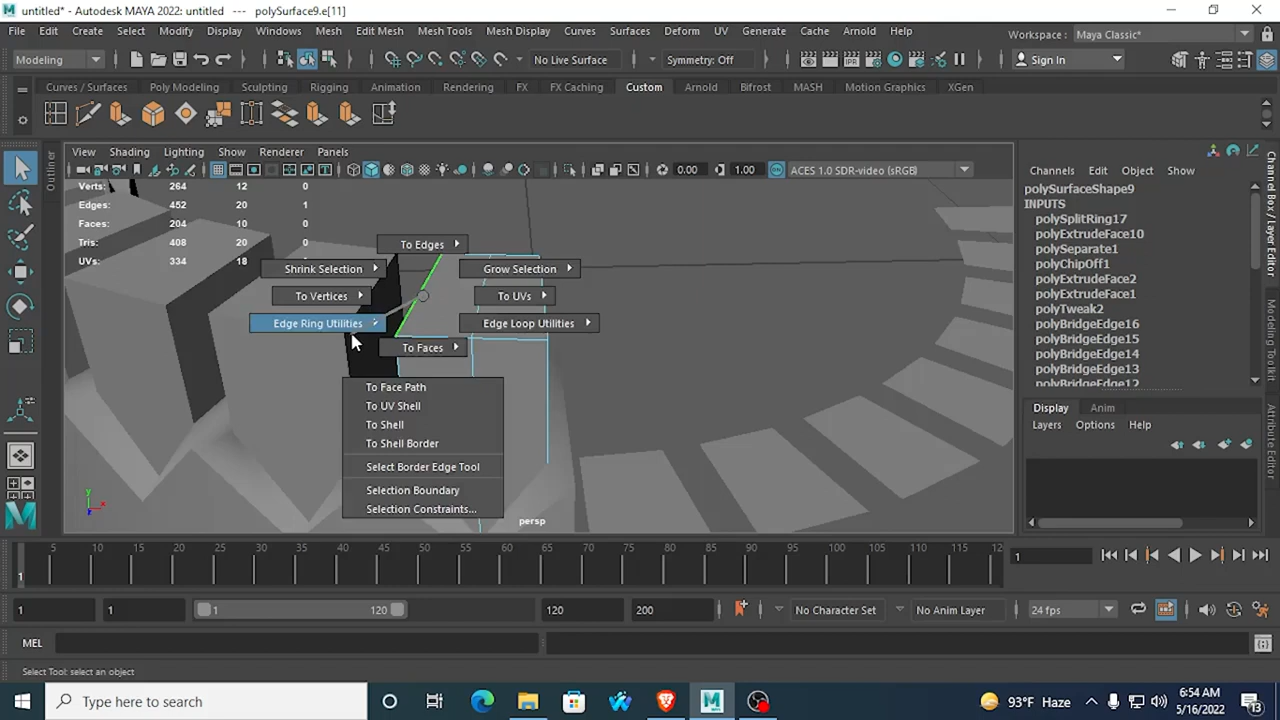 untitled* - Autodesk MAYA 2022: untitled --- polySurface9.e[11]
File Edit Create Select Modify Display Windows Mesh Edit Mesh Mesh Tools Mesh Display Curves Surfaces Deform UV Generate Cache Arnold Help
Workspace : Maya Classic*
Modeling No Live Surface Symmetry: Off Sign In
Curves / Surfaces Poly Modeling Sculpting Rigging Animation Rendering FX FX Caching Custom Arnold Bifrost MASH Motion Graphics XGen
View Shading Lighting Show Renderer Panels
0.00 1.00 ACES 1.0 SDR-video (sRGB)
Outliner
Verts: 264 12 0
Edges: 452 20 1
Faces: 204 10 0
Tris: 408 20 0
UVs: 334 18 0
To Edges
Shrink Selection Grow Selection
To Vertices To UVs
Edge Ring Utilities Edge Loop Utilities
To Faces
To Face Path
To UV Shell
To Shell
To Shell Border
Select Border Edge Tool
Selection Boundary
Selection Constraints...
persp
y
x
Channels Edit Object Show
polySurfaceShape9
INPUTS
polySplitRing17
polyExtrudeFace10
polySeparate1
polyChipOff1
polyExtrudeFace2
polyExtrudeFace1
polyTweak2
polyBridgeEdge16
polyBridgeEdge15
polyBridgeEdge14
polyBridgeEdge13
polyBridgeEdge12
Display Anim
Layers Options Help
Channel Box / Layer Editor
Attribute Editor
5 10 15 20 25 30 35 40 45 50 55 60 65 70 75 80 85 90 95 100 105 110 115 12
1
1
1 1 1 120 120 200 No Character Set No Anim Layer 24 fps
MEL
Select Tool: select an object
Type here to search
93°F Haze
6:54 AM
5/16/2022
13